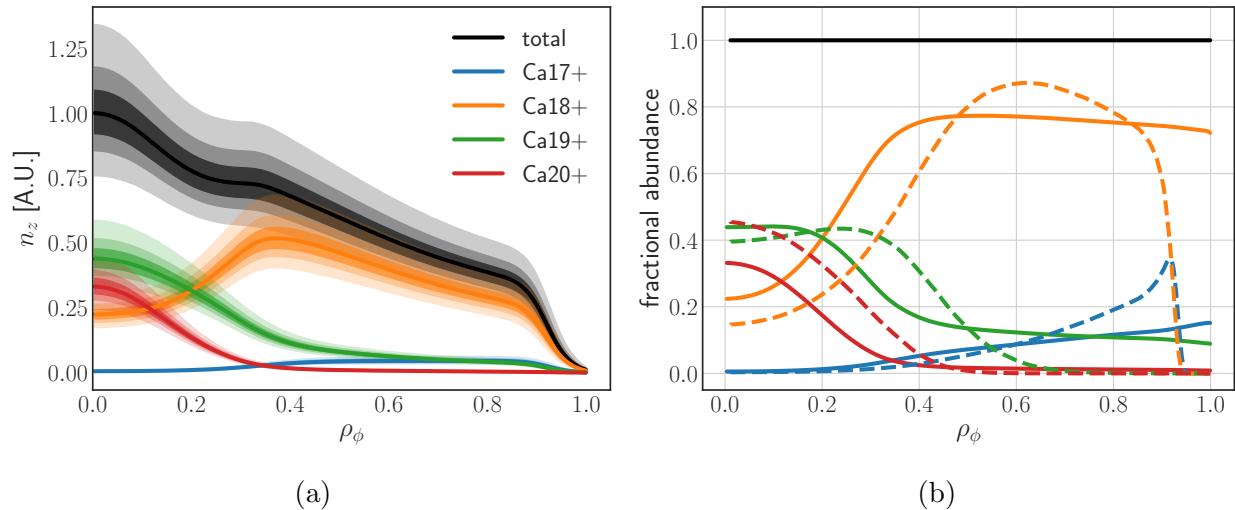 n_z [A.U.]
1.25
1.00
0.75
0.50
0.25
0.00
total
Ca17+
Ca18+
Ca19+
Ca20+
0.0 0.2 0.4 0.6 0.8 1.0
ρ_ϕ
(a)
fractional abundance
1.0
0.8
0.6
0.4
0.2
0.0
0.0 0.2 0.4 0.6 0.8 1.0
ρ_ϕ
(b)